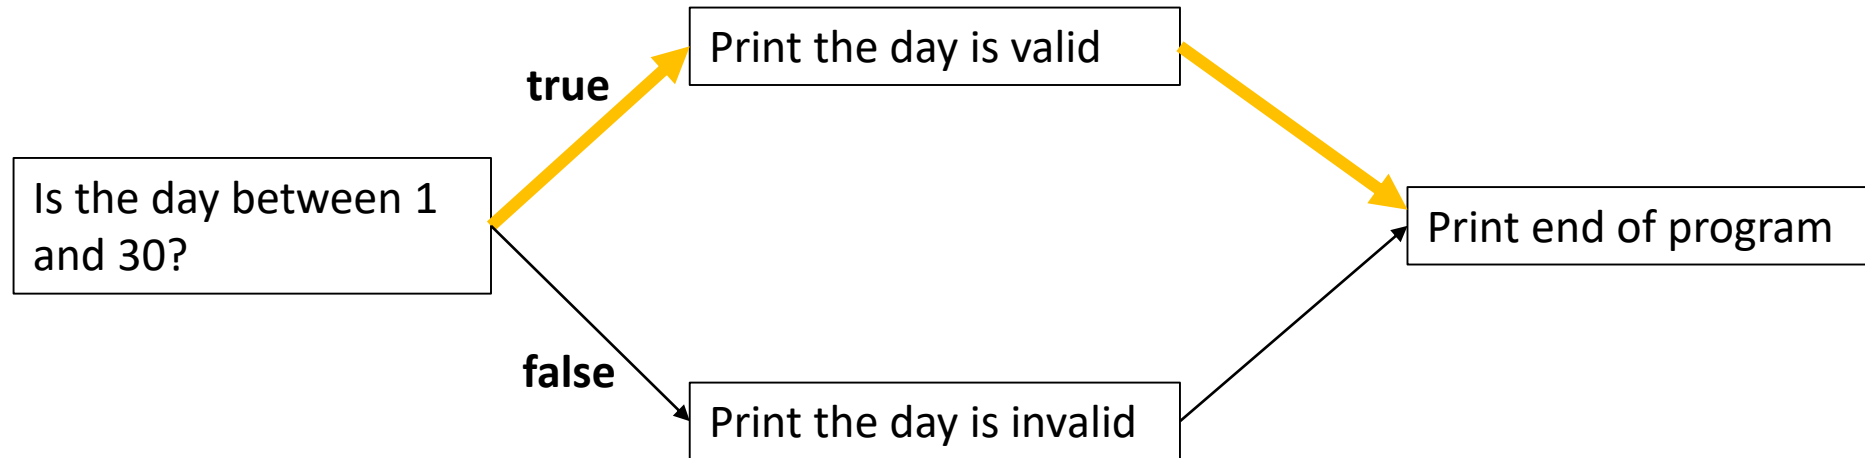 Print the day is valid
true
Is the day between 1
and 30?
Print end of program
false
Print the day is invalid